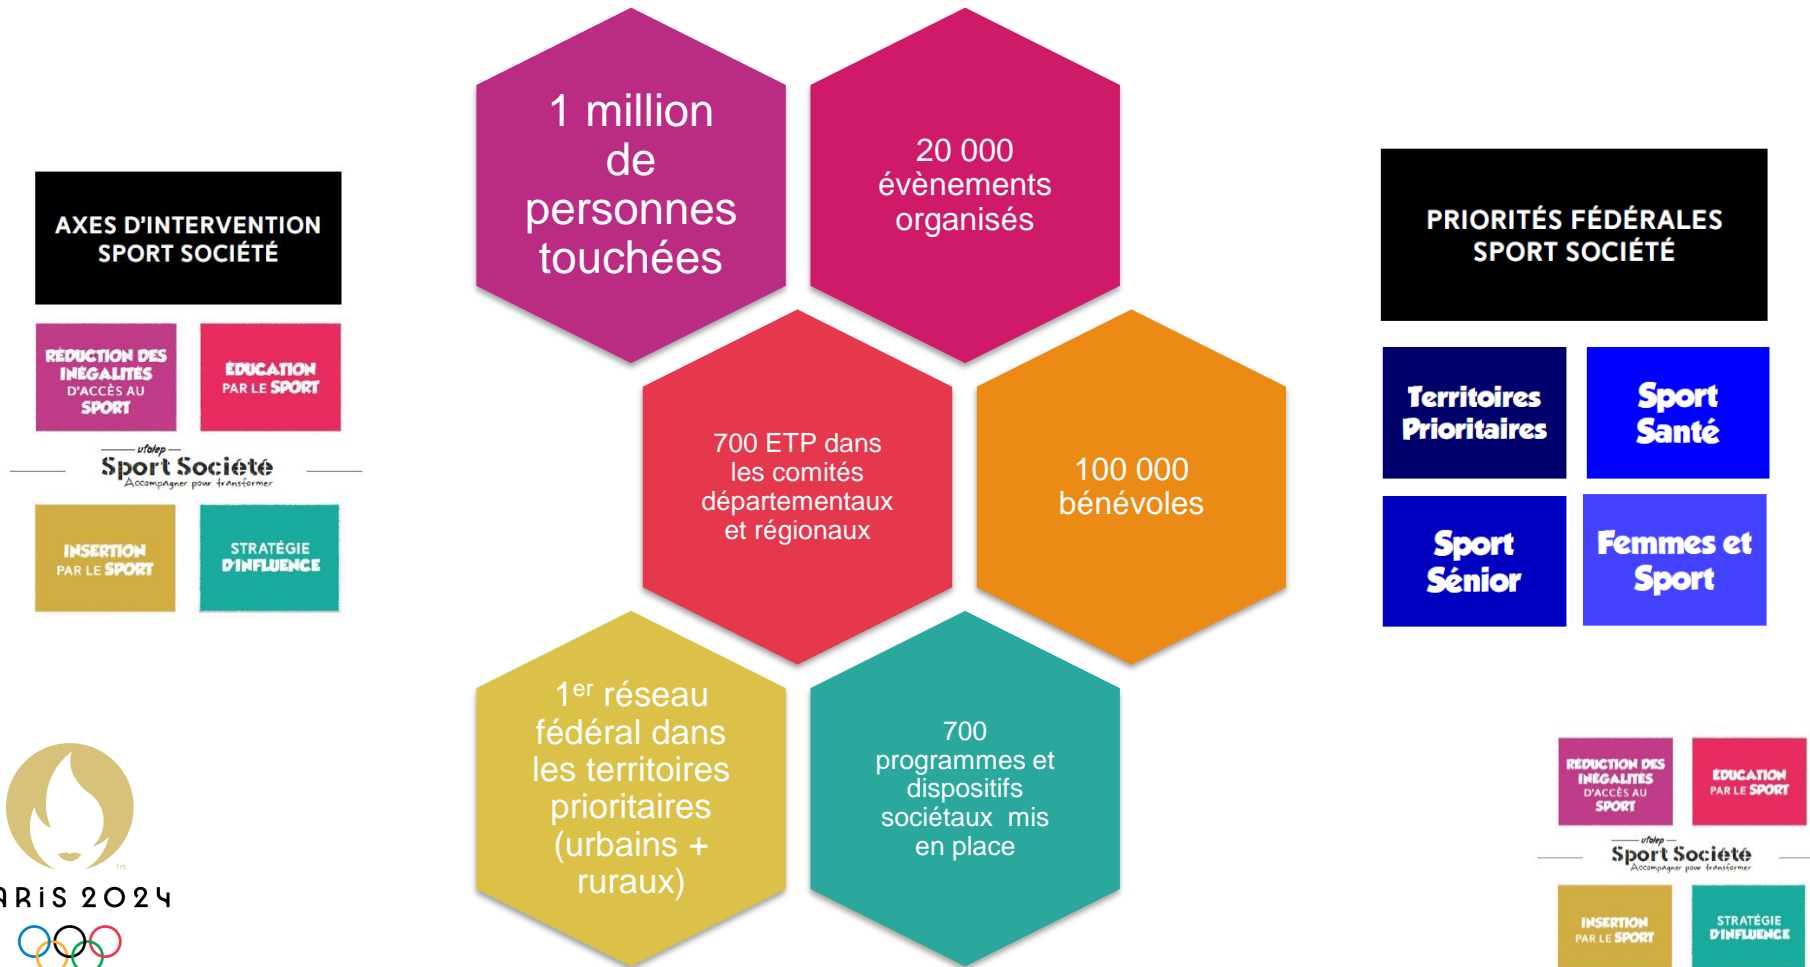 AXES D'INTERVENTION
SPORT SOCIÉTÉ
RÉDUCTION DES
INÉGALITÉS
D'ACCÈS AU
SPORT
ÉDUCATION
PAR LE SPORT
ufolep
Sport Société
Accompagner pour transformer
INSERTION
PAR LE SPORT
STRATÉGIE
D'INFLUENCE
1 million
de
personnes
touchées
20 000
évènements
organisés
700 ETP dans
les comités
départementaux
et régionaux
100 000
bénévoles
1er réseau
fédéral dans
les territoires
prioritaires
(urbains +
ruraux)
700
programmes et
dispositifs
sociétaux mis
en place
PRIORITÉS FÉDÉRALES
SPORT SOCIÉTÉ
Territoires
Prioritaires
Sport
Santé
Sport
Sénior
Femmes et
Sport
TM
ARiS 2024
RÉDUCTION DES
INÉGALITÉS
D'ACCÈS AU
SPORT
ÉDUCATION
PAR LE SPORT
ufolep
Sport Société
Accompagner pour transformer
INSERTION
PAR LE SPORT
STRATÉGIE
D'INFLUENCE